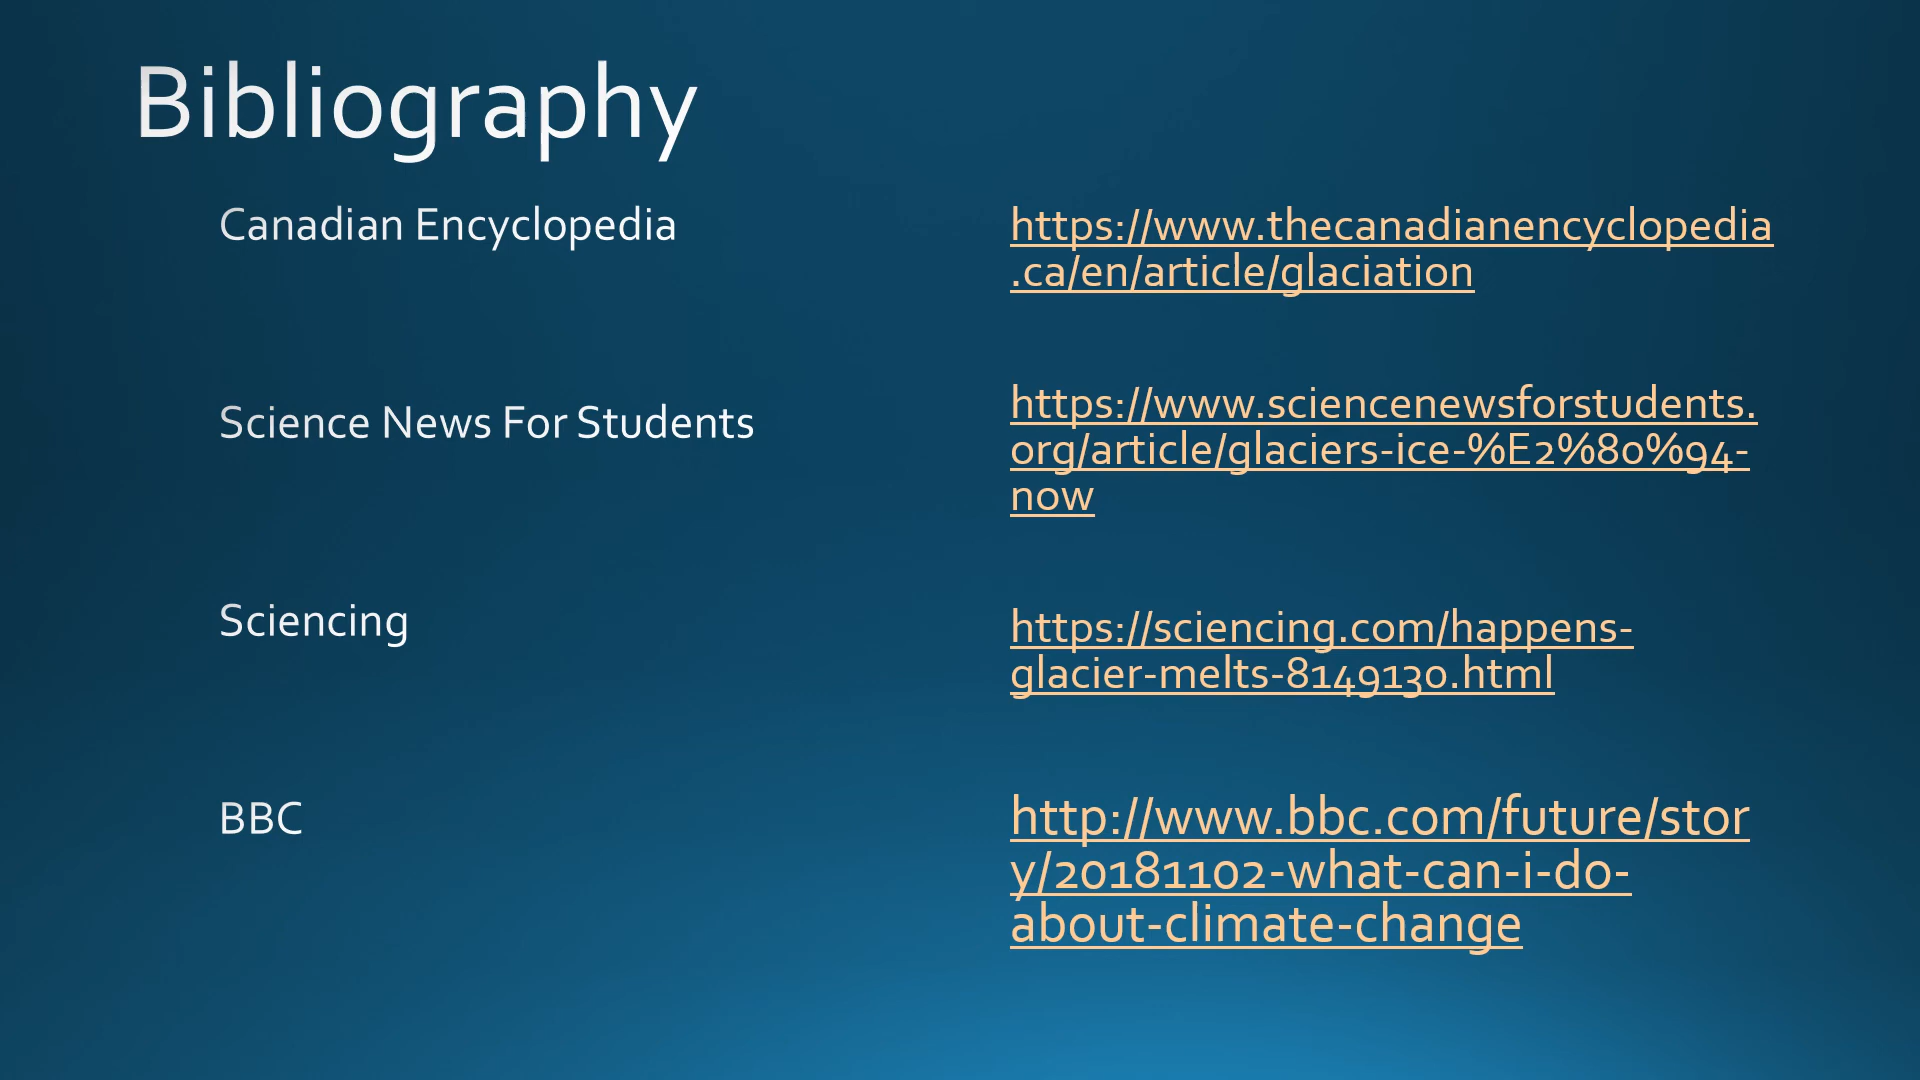 Bibliography
Canadian Encyclopedia
https://www.thecanadianencyclopedia
.ca/en/article/glaciation
Science News For Students
https://www.sciencenewsforstudents.
org/article/glaciers-ice-%E2%80%94-
now
Sciencing
https://sciencing.com/happens-
glacier-melts-8149130.html
BBC
http://www.bbc.com/future/stor
y/20181102-what-can-i-do-
about-climate-change